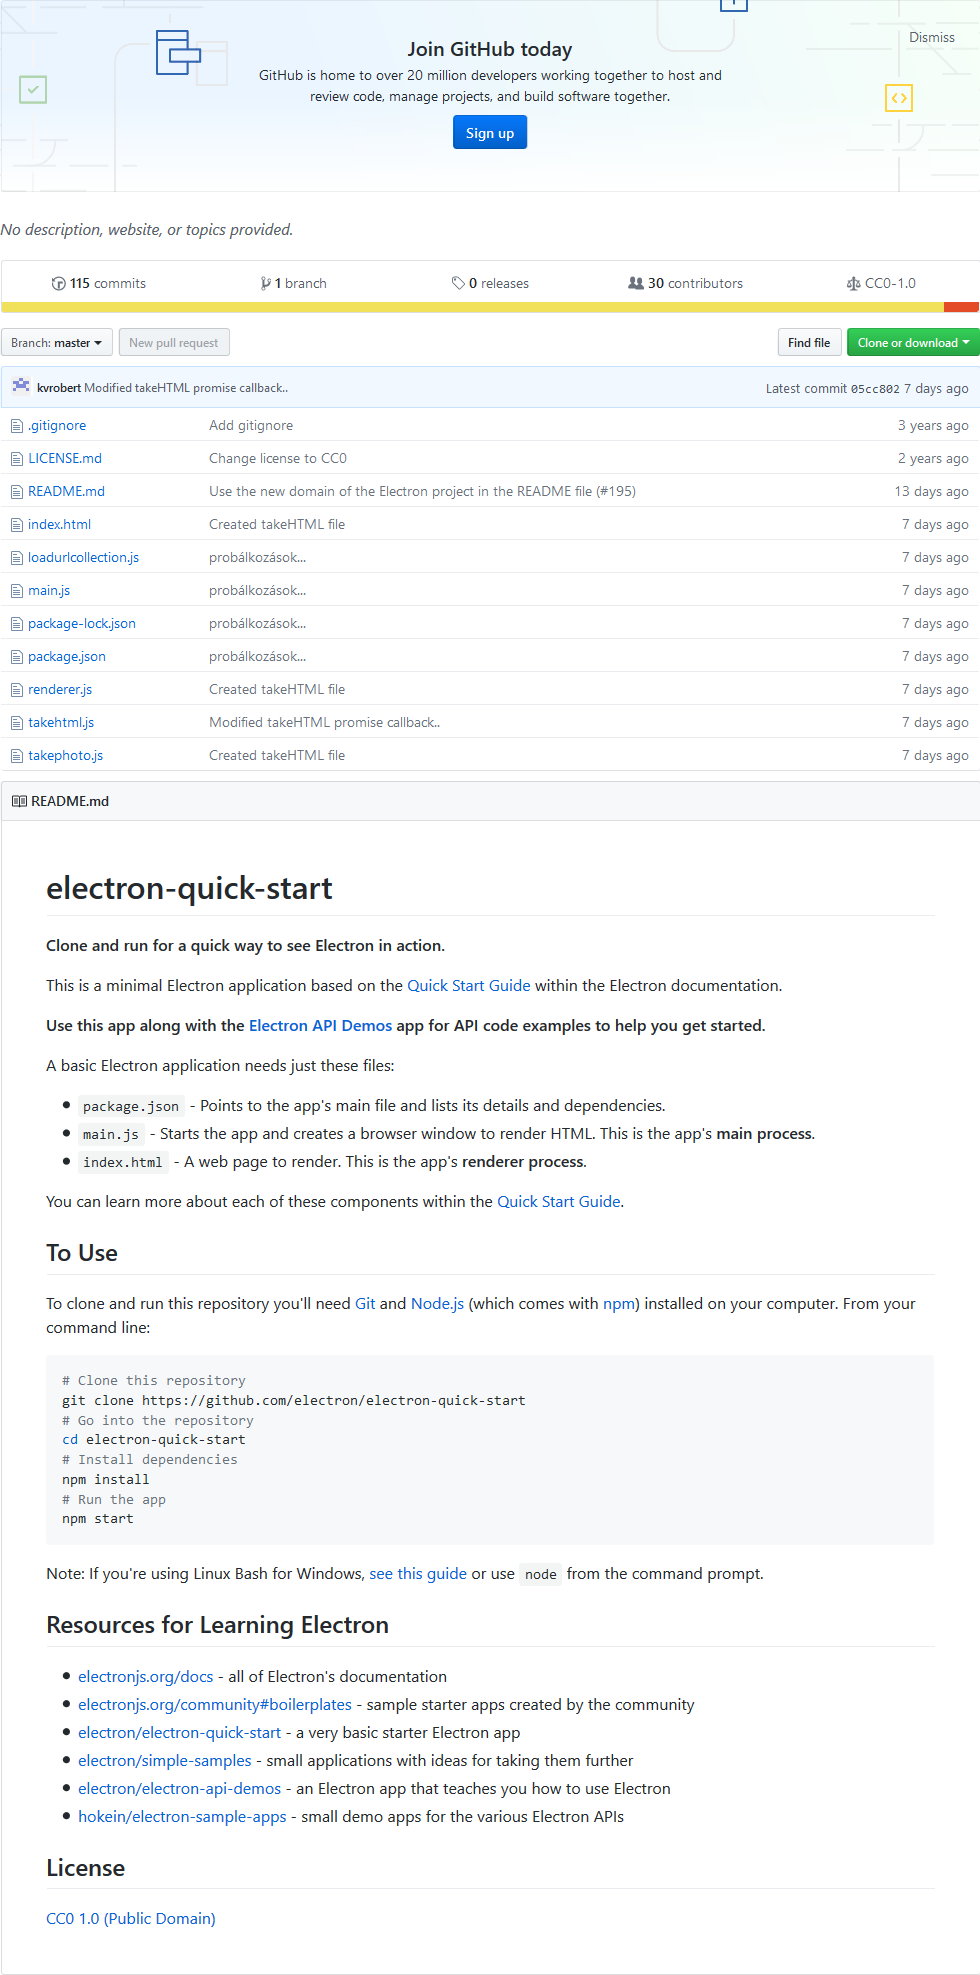 Join GitHub today
Dismiss
GitHub is home to over 20 million developers working together to host and
review code, manage projects, and build software together.
Sign up
No description, website, or topics provided.
115 commits 1 branch 0 releases 30 contributors CC0-1.0
Branch: master New pull request Find file Clone or download
kvrobert Modified takeHTML promise callback.. Latest commit 05cc802 7 days ago
.gitignore Add gitignore 3 years ago
LICENSE.md Change license to CC0 2 years ago
README.md Use the new domain of the Electron project in the README file (#195) 13 days ago
index.html Created takeHTML file 7 days ago
loadurlcollection.js probálkozások... 7 days ago
main.js probálkozások... 7 days ago
package-lock.json probálkozások... 7 days ago
package.json probálkozások... 7 days ago
renderer.js Created takeHTML file 7 days ago
takehtml.js Modified takeHTML promise callback.. 7 days ago
takephoto.js Created takeHTML file 7 days ago
README.md
electron-quick-start
Clone and run for a quick way to see Electron in action.
This is a minimal Electron application based on the Quick Start Guide within the Electron documentation.
Use this app along with the Electron API Demos app for API code examples to help you get started.
A basic Electron application needs just these files:
• package.json - Points to the app's main file and lists its details and dependencies.
• main.js - Starts the app and creates a browser window to render HTML. This is the app's main process.
• index.html - A web page to render. This is the app's renderer process.
You can learn more about each of these components within the Quick Start Guide.
To Use
To clone and run this repository you'll need Git and Node.js (which comes with npm) installed on your computer. From your
command line:
# Clone this repository
git clone https://github.com/electron/electron-quick-start
# Go into the repository
cd electron-quick-start
# Install dependencies
npm install
# Run the app
npm start
Note: If you're using Linux Bash for Windows, see this guide or use node from the command prompt.
Resources for Learning Electron
• electronjs.org/docs - all of Electron's documentation
• electronjs.org/community#boilerplates - sample starter apps created by the community
• electron/electron-quick-start - a very basic starter Electron app
• electron/simple-samples - small applications with ideas for taking them further
• electron/electron-api-demos - an Electron app that teaches you how to use Electron
• hokein/electron-sample-apps - small demo apps for the various Electron APIs
License
CC0 1.0 (Public Domain)